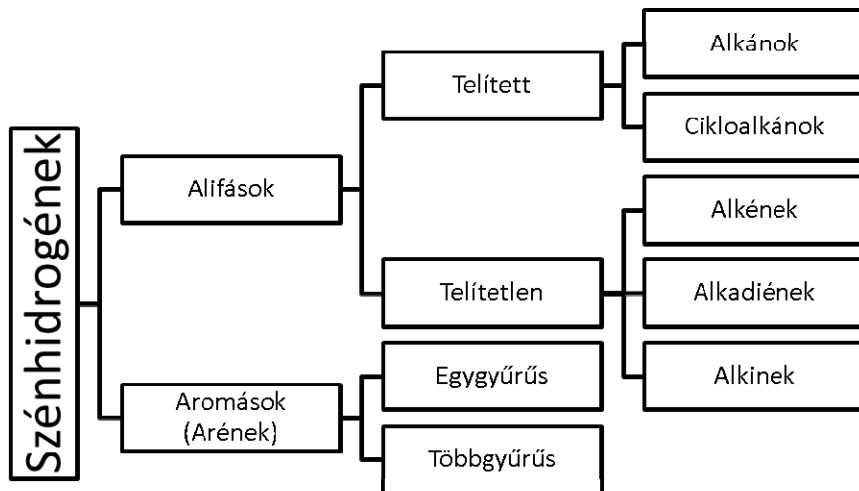 Szénhidrogének
Alifások
Telített
Alkánok
Cikloalkánok
Telítetlen
Alkének
Alkadiének
Alkinek
Aromások
(Arének)
Egygyűrűs
Többgyűrűs